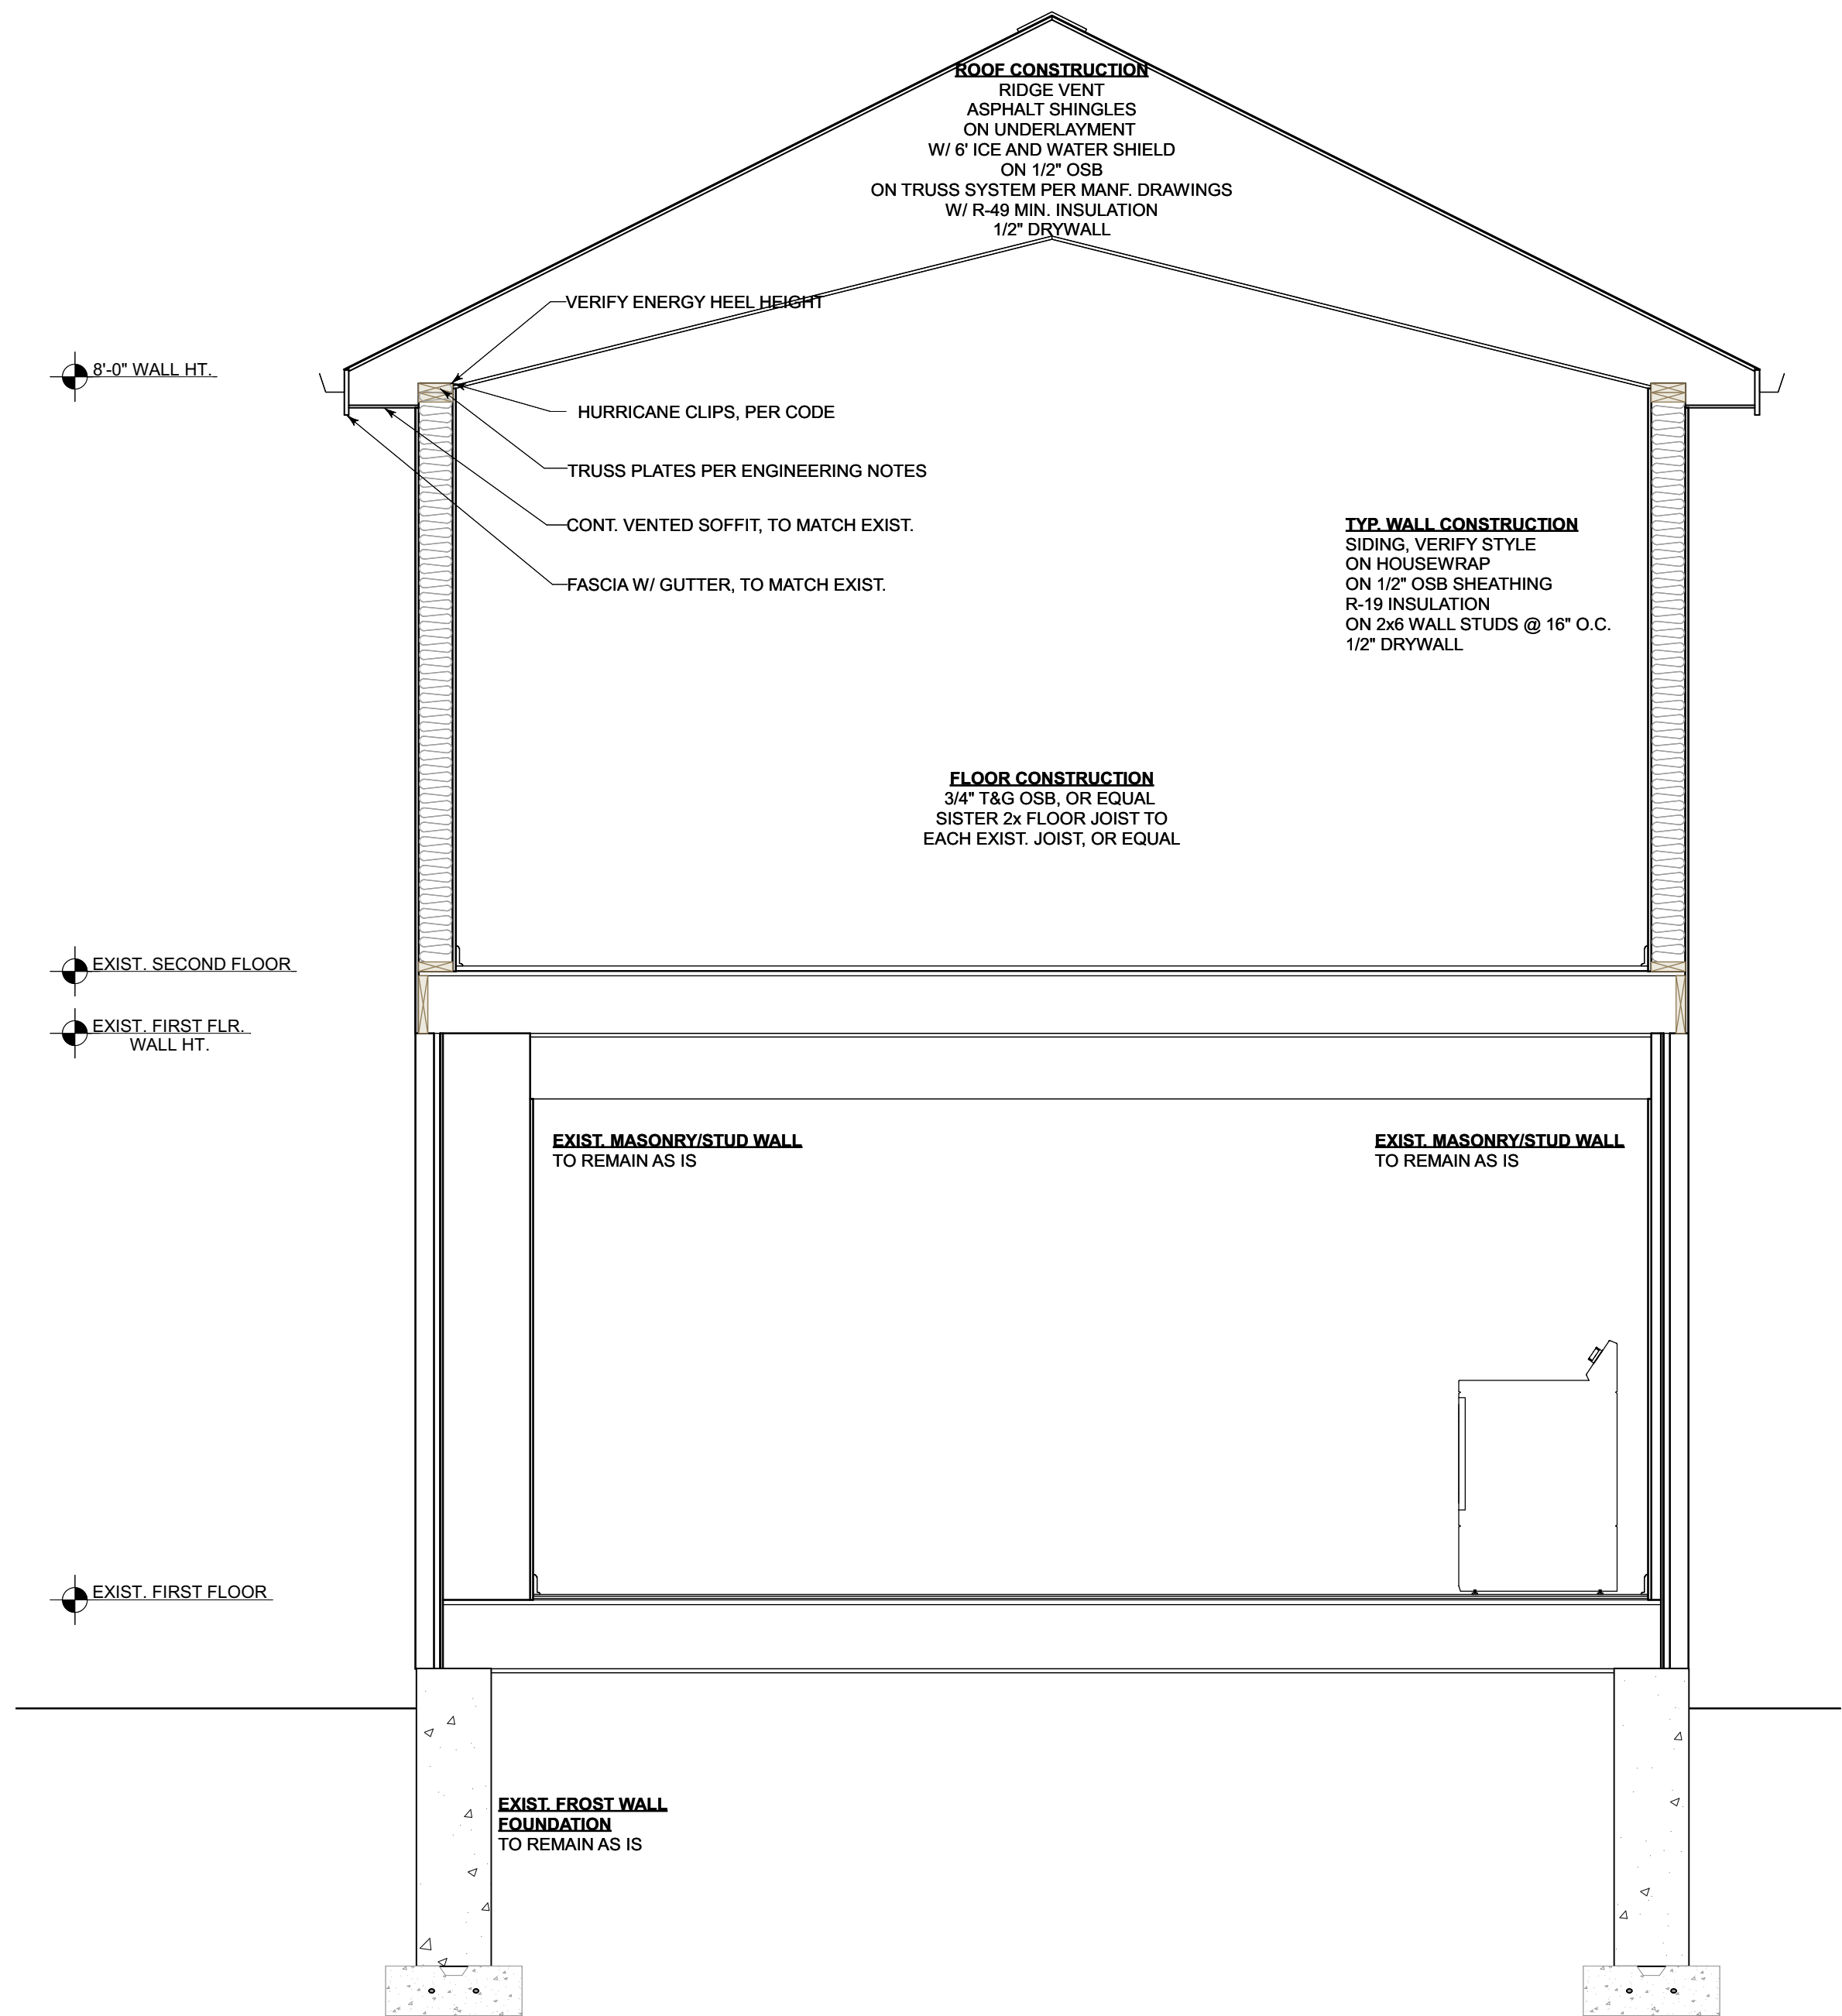 ROOF CONSTRUCTION
RIDGE VENT
ASPHALT SHINGLES
ON UNDERLAYMENT
W/ 6' ICE AND WATER SHIELD
ON 1/2" OSB
ON TRUSS SYSTEM PER MANF. DRAWINGS
W/ R-49 MIN. INSULATION
1/2" DRYWALL
VERIFY ENERGY HEEL HEIGHT
8'-0" WALL HT.
HURRICANE CLIPS, PER CODE
TRUSS PLATES PER ENGINEERING NOTES
CONT. VENTED SOFFIT, TO MATCH EXIST.
FASCIA W/ GUTTER, TO MATCH EXIST.
TYP. WALL CONSTRUCTION
SIDING, VERIFY STYLE
ON HOUSEWRAP
ON 1/2" OSB SHEATHING
R-19 INSULATION
ON 2x6 WALL STUDS @ 16" O.C.
1/2" DRYWALL
FLOOR CONSTRUCTION
3/4" T&G OSB, OR EQUAL
SISTER 2x FLOOR JOIST TO
EACH EXIST. JOIST, OR EQUAL
EXIST. SECOND FLOOR
EXIST. FIRST FLR.
WALL HT.
EXIST. MASONRY/STUD WALL
TO REMAIN AS IS
EXIST. MASONRY/STUD WALL
TO REMAIN AS IS
EXIST. FIRST FLOOR
EXIST. FROST WALL
FOUNDATION
TO REMAIN AS IS